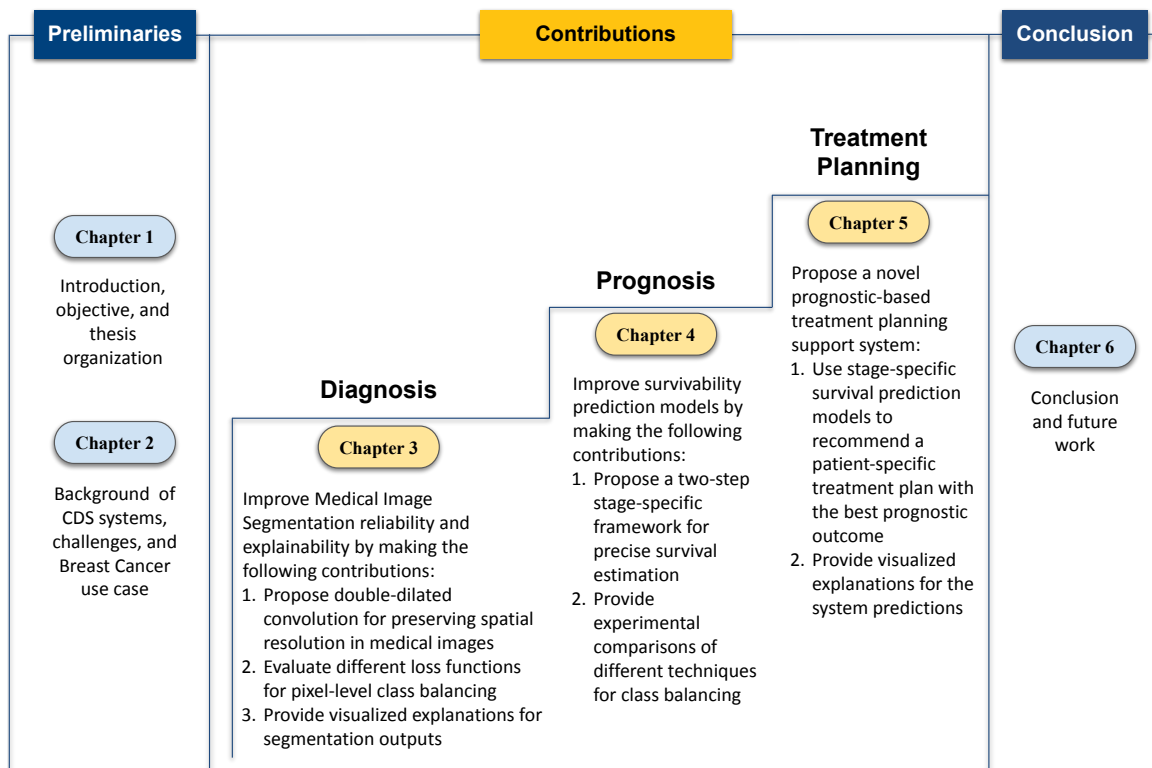 Preliminaries
Contributions
Conclusion
Chapter 1
Introduction,
objective, and
thesis
organization
Chapter 2
Background of
CDS systems,
challenges, and
Breast Cancer
use case
Diagnosis
Chapter 3
Improve Medical Image
Segmentation reliability and
explainability by making the
following contributions:
1. Propose double-dilated
convolution for preserving spatial
resolution in medical images
2. Evaluate different loss functions
for pixel-level class balancing
3. Provide visualized explanations for
segmentation outputs
Prognosis
Chapter 4
Improve survivability
prediction models by
making the following
contributions:
1. Propose a two-step
stage-specific
framework for
precise survival
estimation
2. Provide
experimental
comparisons of
different techniques
for class balancing
Treatment
Planning
Chapter 5
Propose a novel
prognostic-based
treatment planning
support system:
1. Use stage-specific
survival prediction
models to
recommend a
patient-specific
treatment plan with
the best prognostic
outcome
2. Provide visualized
explanations for the
system predictions
Chapter 6
Conclusion
and future
work